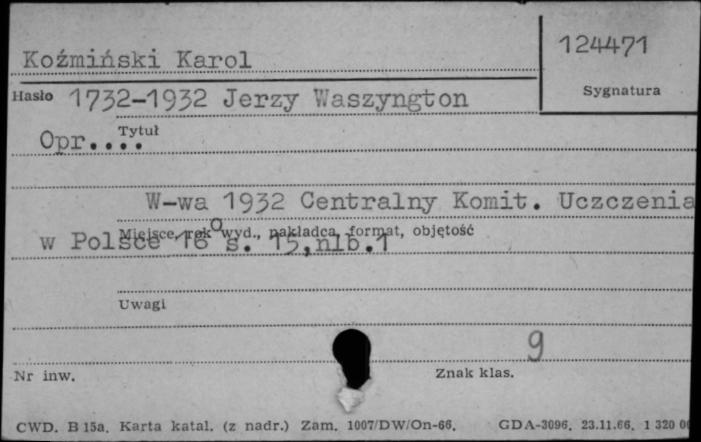 Koźmiński Karol
124471
Sygnatura
Hasło 1732-1932 Jerzy Waszyngton
Tytuł
Opr....
W-wa 1932 Centralny Komit. Uczczenia
Miejsce, rok wyd., nakładca, format, objętość
w Polsce 16° s. 15,nlb.1
Uwagi
9
Nr inw.
Znak klas.
CWD. B 15a. Karta katal. (z nadr.) Zam. 1007/DW/On-66. GDA-3096. 23.11.66. 1 320 00